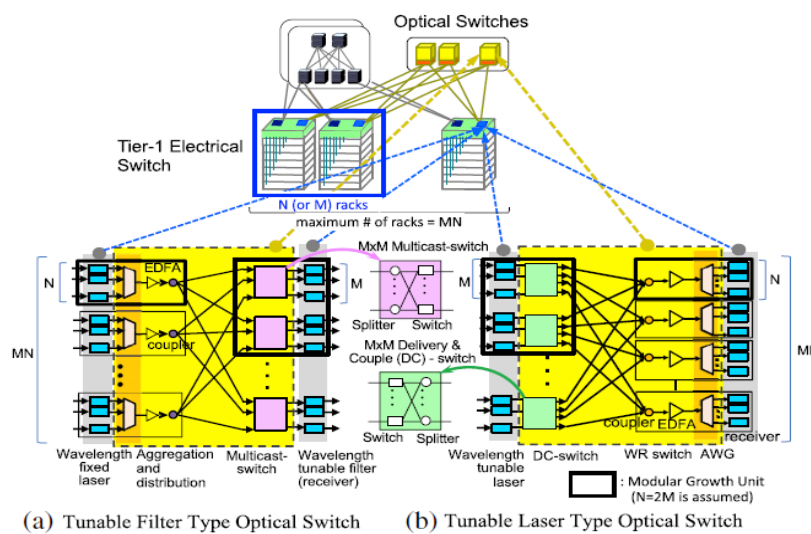 Optical Switches
Tier-1 Electrical
Switch
N (or M) racks
maximum # of racks = MN
MxM Multicast-switch
Splitter Switch
MxM Delivery &
Couple (DC) - switch
Switch Splitter
N
MN
EDFA
coupler
M
Wavelength
fixed
laser
Aggregation
and
distribution
Multicast-
switch
Wavelength
tunable filter
(receiver)
M
N
coupler
EDFA
receiver
Wavelength
tunable
laser
DC-switch
WR switch
AWG
: Modular Growth Unit
(N=2M is assumed)
(a) Tunable Filter Type Optical Switch
(b) Tunable Laser Type Optical Switch